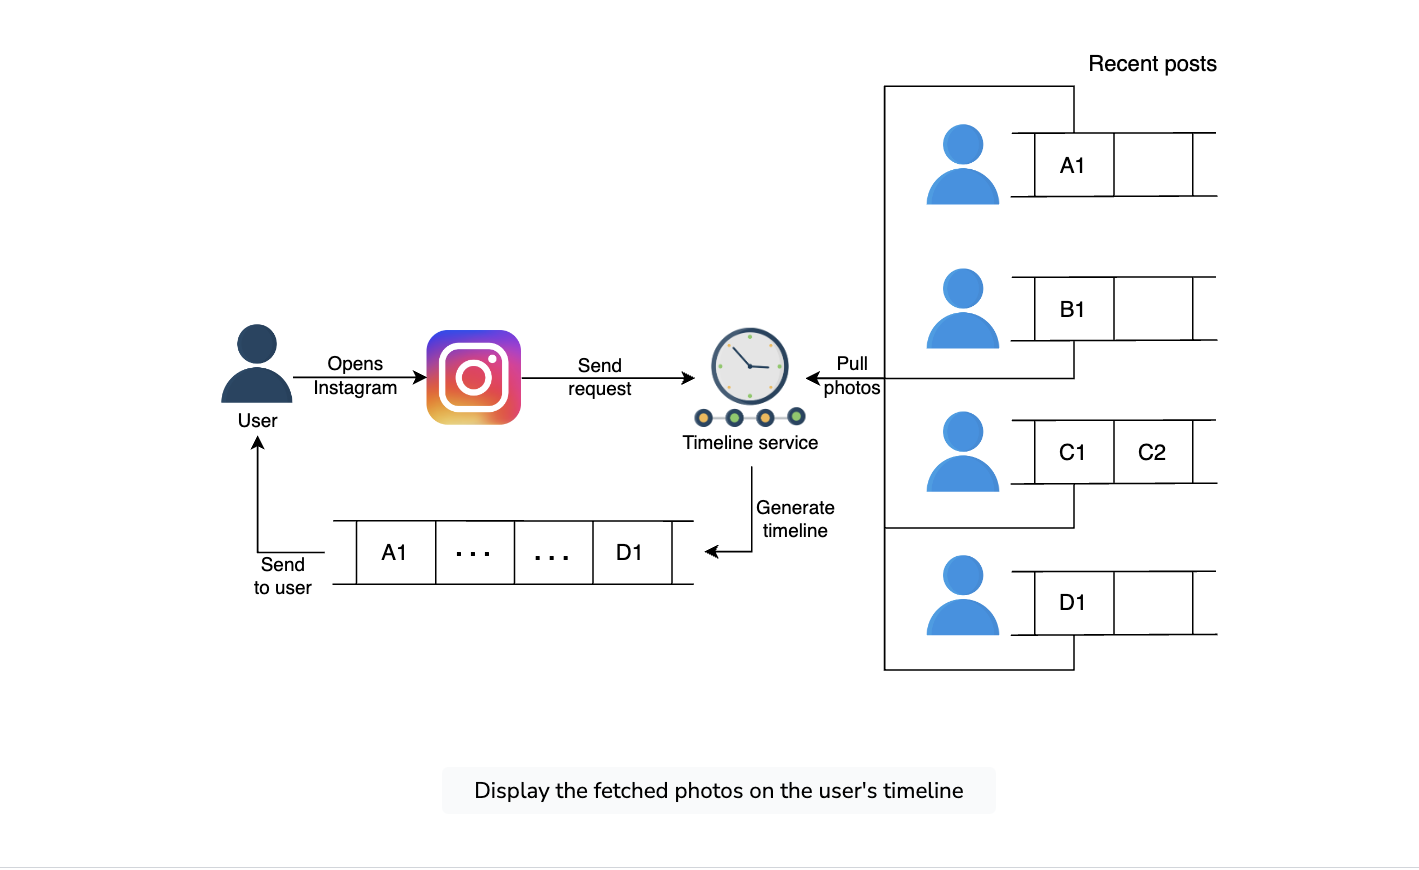 Recent posts
A1
B1
Opens
Instagram
Send
request
Pull
photos
User
Timeline service
C1 C2
Generate
timeline
A1 ... ... D1
Send
to user
D1
Display the fetched photos on the user's timeline